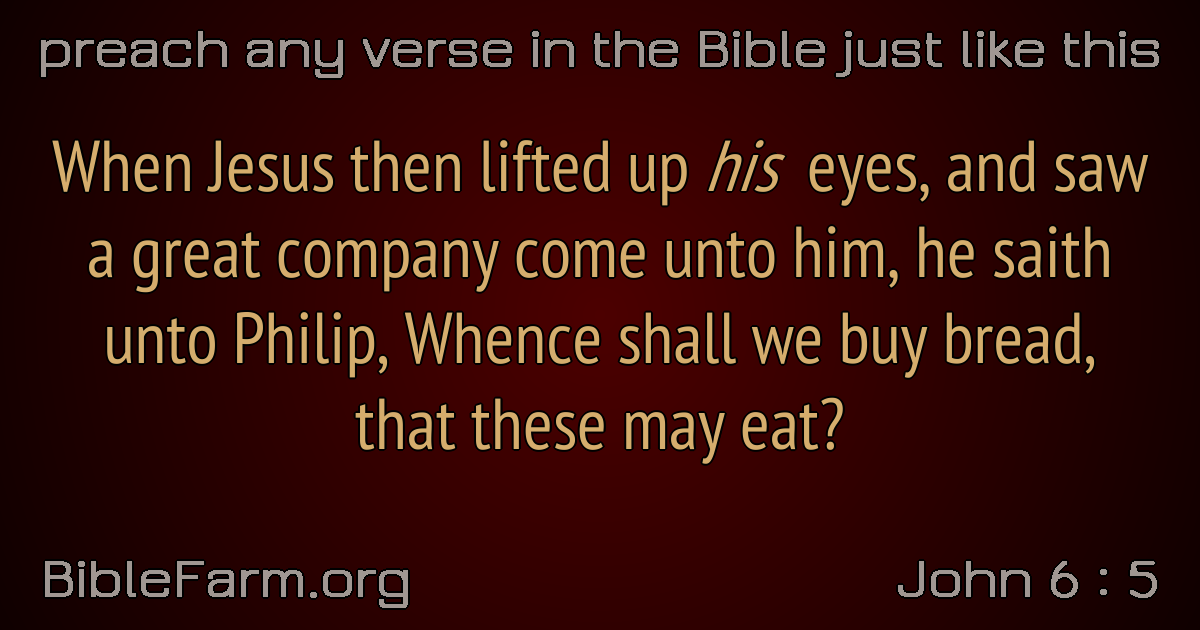 preach any verse in the Bible just like this
When Jesus then lifted up his eyes, and saw
a great company come unto him, he saith
unto Philip, Whence shall we buy bread,
that these may eat?
BibleFarm.org
John 6 : 5